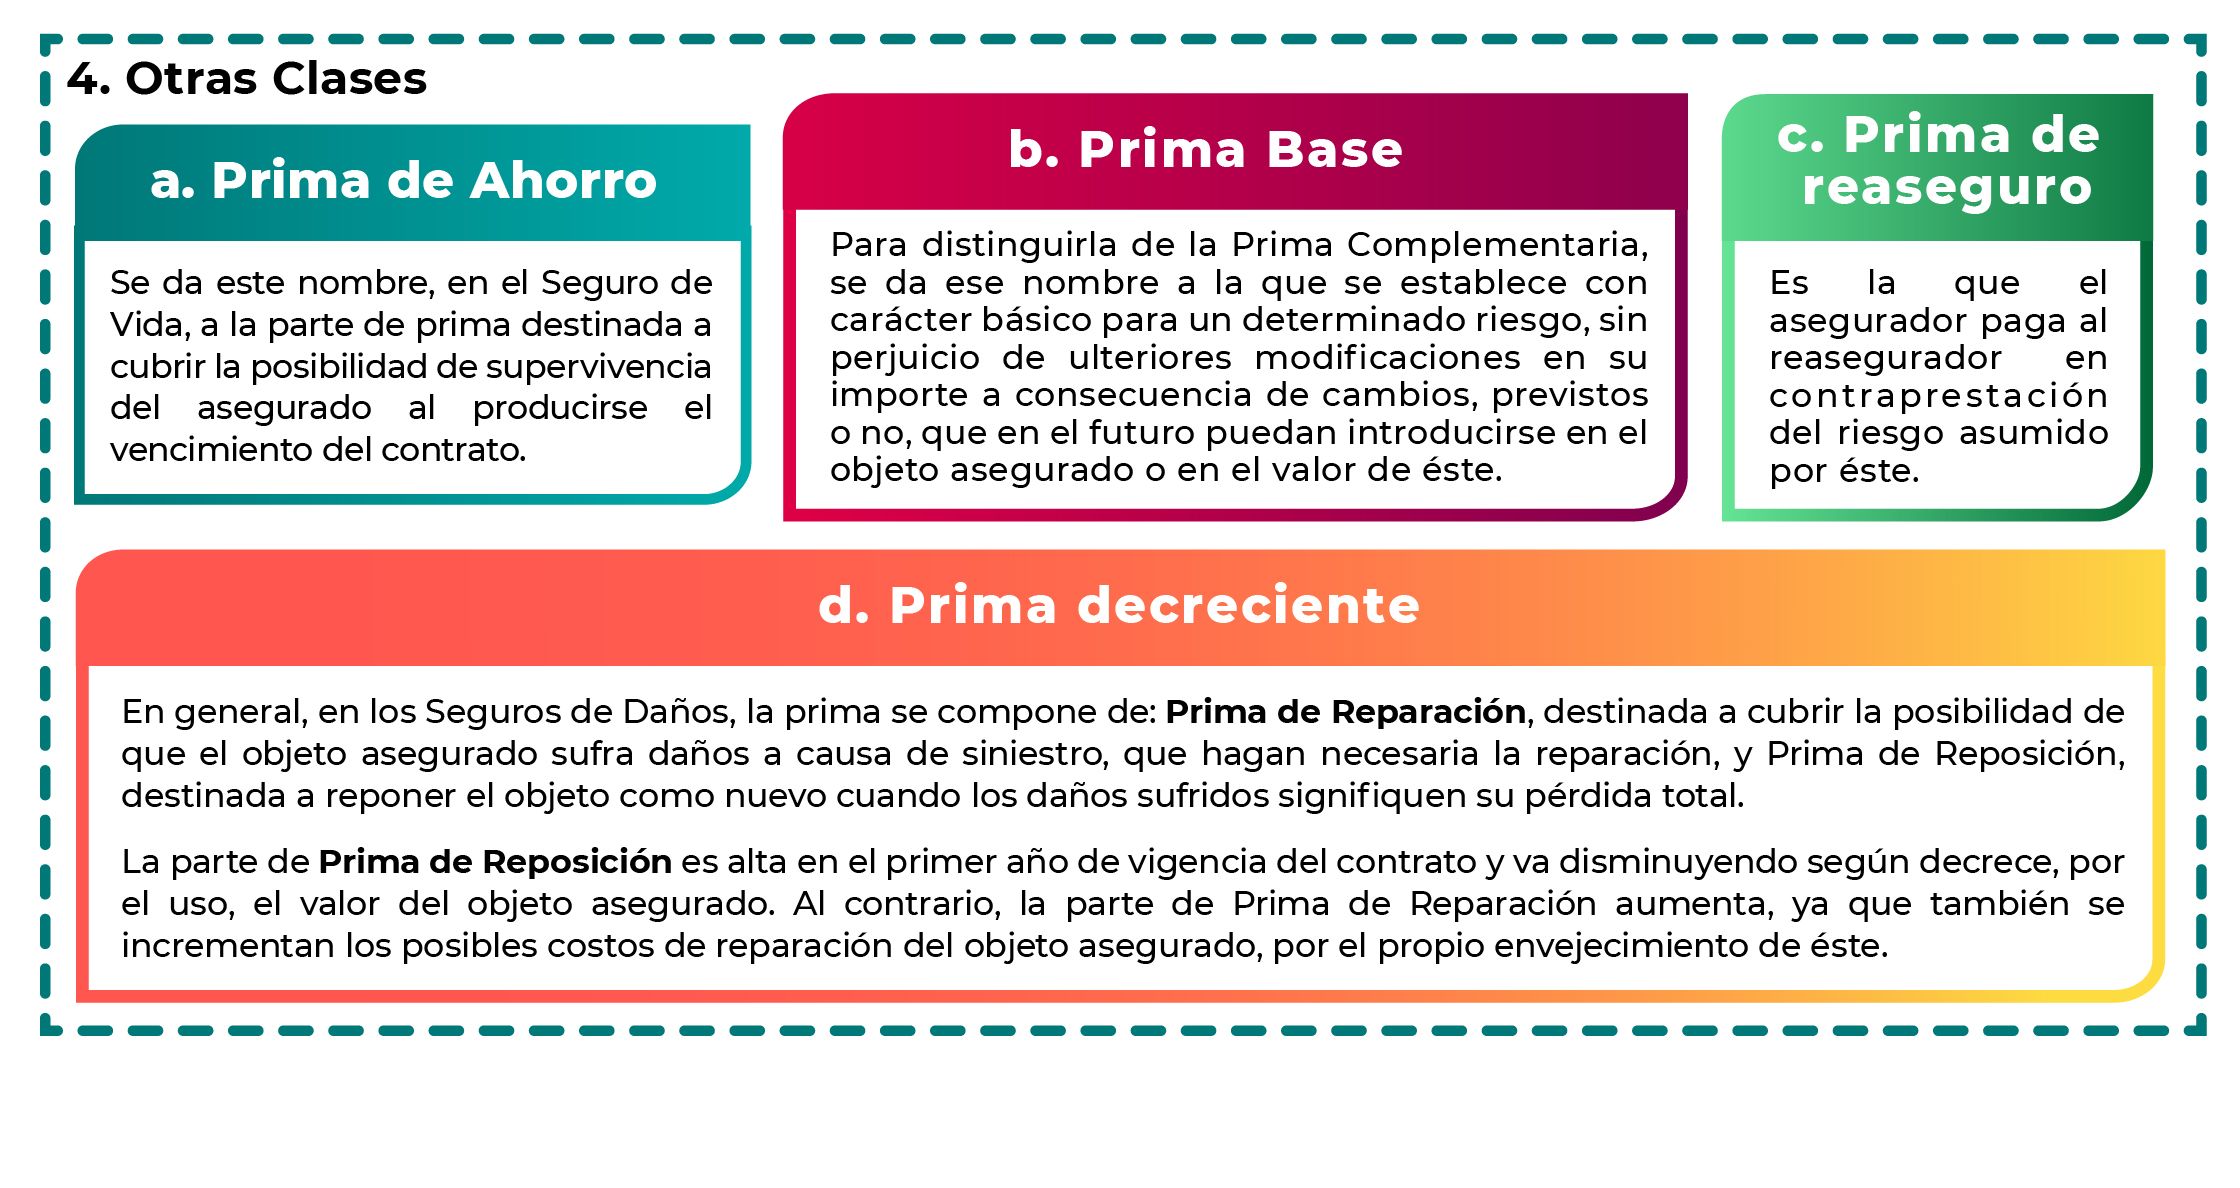 4. Otras Clases
a. Prima de Ahorro
Se da este nombre, en el Seguro de
Vida, a la parte de prima destinada a
cubrir la posibilidad de supervivencia
del asegurado al producirse el
vencimiento del contrato.
b. Prima Base
Para distinguirla de la Prima Complementaria,
se da ese nombre a la que se establece con
carácter básico para un determinado riesgo, sin
perjuicio de ulteriores modificaciones en su
importe a consecuencia de cambios, previstos
o no, que en el futuro puedan introducirse en el
objeto asegurado o en el valor de éste.
c. Prima de
reaseguro
Es la que el
asegurador paga al
reasegurador en
contraprestación
del riesgo asumido
por éste.
d. Prima decreciente
En general, en los Seguros de Daños, la prima se compone de: Prima de Reparación, destinada a cubrir la posibilidad de
que el objeto asegurado sufra daños a causa de siniestro, que hagan necesaria la reparación, y Prima de Reposición,
destinada a reponer el objeto como nuevo cuando los daños sufridos signifiquen su pérdida total.
La parte de Prima de Reposición es alta en el primer año de vigencia del contrato y va disminuyendo según decrece, por
el uso, el valor del objeto asegurado. Al contrario, la parte de Prima de Reparación aumenta, ya que también se
incrementan los posibles costos de reparación del objeto asegurado, por el propio envejecimiento de éste.